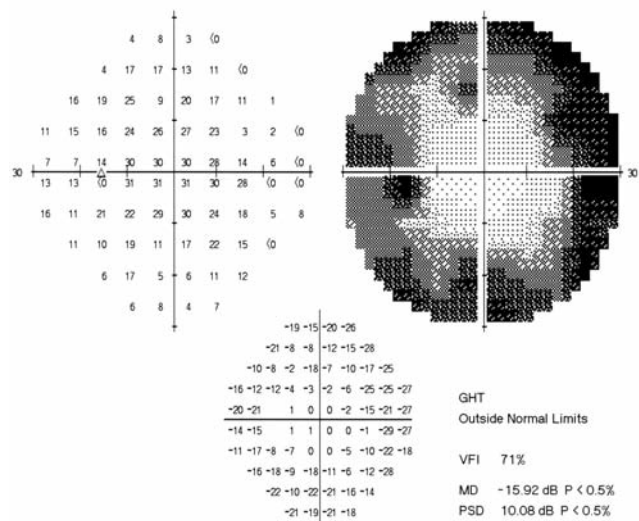 4 8 3 (0
4 17 17 13 11 (0
16 19 25 9 20 17 11 1
11 15 16 24 26 27 23 3 2 (0
7 7 14 30 30 30 28 14 6 (0
30 30 30
13 13 (0 31 31 31 30 28 (0 (0
16 11 21 22 29 30 24 18 5 8
11 10 19 11 17 22 15 (0
6 17 5 6 11 12
6 8 4 7
-19 -15 -20 -26
-21 -8 -8 -12 -15 -28
-10 -8 -2 -18 -7 -10 -17 -25
-16 -12 -12 -4 -3 -2 -6 -25 -25 -27
-20 -21 1 0 0 -2 -15 -21 -27
-14 -15 1 1 0 0 -1 -29 -27
-11 -17 -8 -7 0 0 -5 -10 -22 -18
-16 -18 -9 -18 -11 -6 -12 -28
-22 -10 -22 -21 -16 -14
-21 -19 -21 -18
GHT
Outside Normal Limits
VFI 71%
MD -15.92 dB P < 0.5%
PSD 10.08 dB P < 0.5%